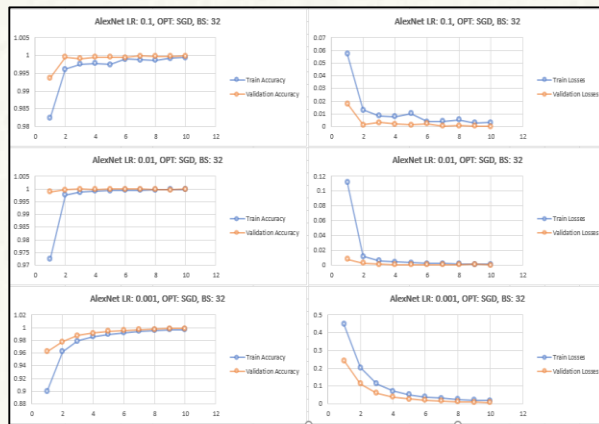 AlexNet LR: 0.1, OPT: SGD, BS: 32
1.005
1
0.995
0.99
0.985
0.98
0 2 4 6 8 10 12
Train Accuracy
Validation Accuracy
AlexNet LR: 0.1, OPT: SGD, BS: 32
0.07
0.06
0.05
0.04
0.03
0.02
0.01
0
0 2 4 6 8 10 12
Train Losses
Validation Losses
AlexNet LR: 0.01, OPT: SGD, BS: 32
1.005
1
0.995
0.99
0.985
0.98
0.975
0.97
0 2 4 6 8 10 12
Train Accuracy
Validation Accuracy
AlexNet LR: 0.01, OPT: SGD, BS: 32
0.12
0.1
0.08
0.06
0.04
0.02
0
0 2 4 6 8 10 12
Train Losses
Validation Losses
AlexNet LR: 0.001, OPT: SGD, BS: 32
1.02
1
0.98
0.96
0.94
0.92
0.9
0.88
0 2 4 6 8 10 12
Train Accuracy
Validation Accuracy
AlexNet LR: 0.001, OPT: SGD, BS: 32
0.5
0.4
0.3
0.2
0.1
0
0 2 4 6 8 10 12
Train Losses
Validation Losses